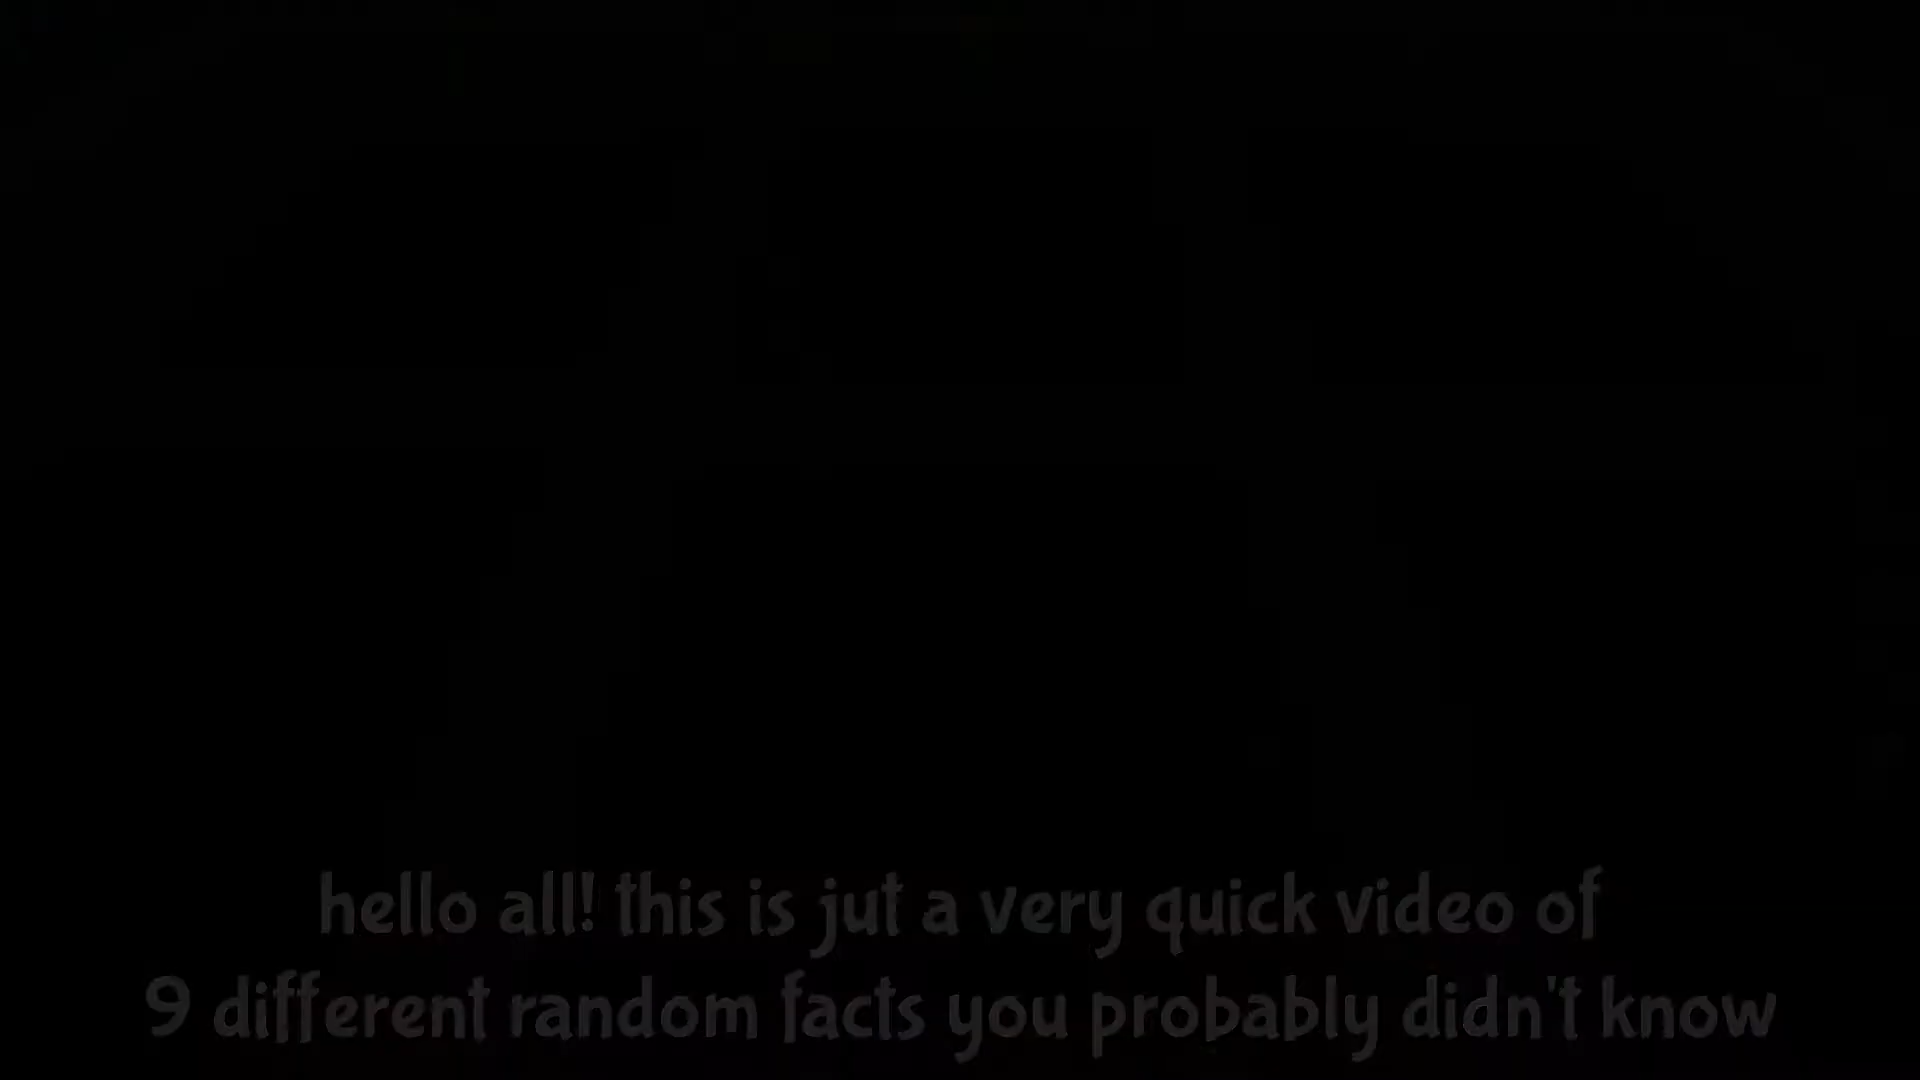 hello all! this is jut a very quick video of
9 different random facts you probably didn't know